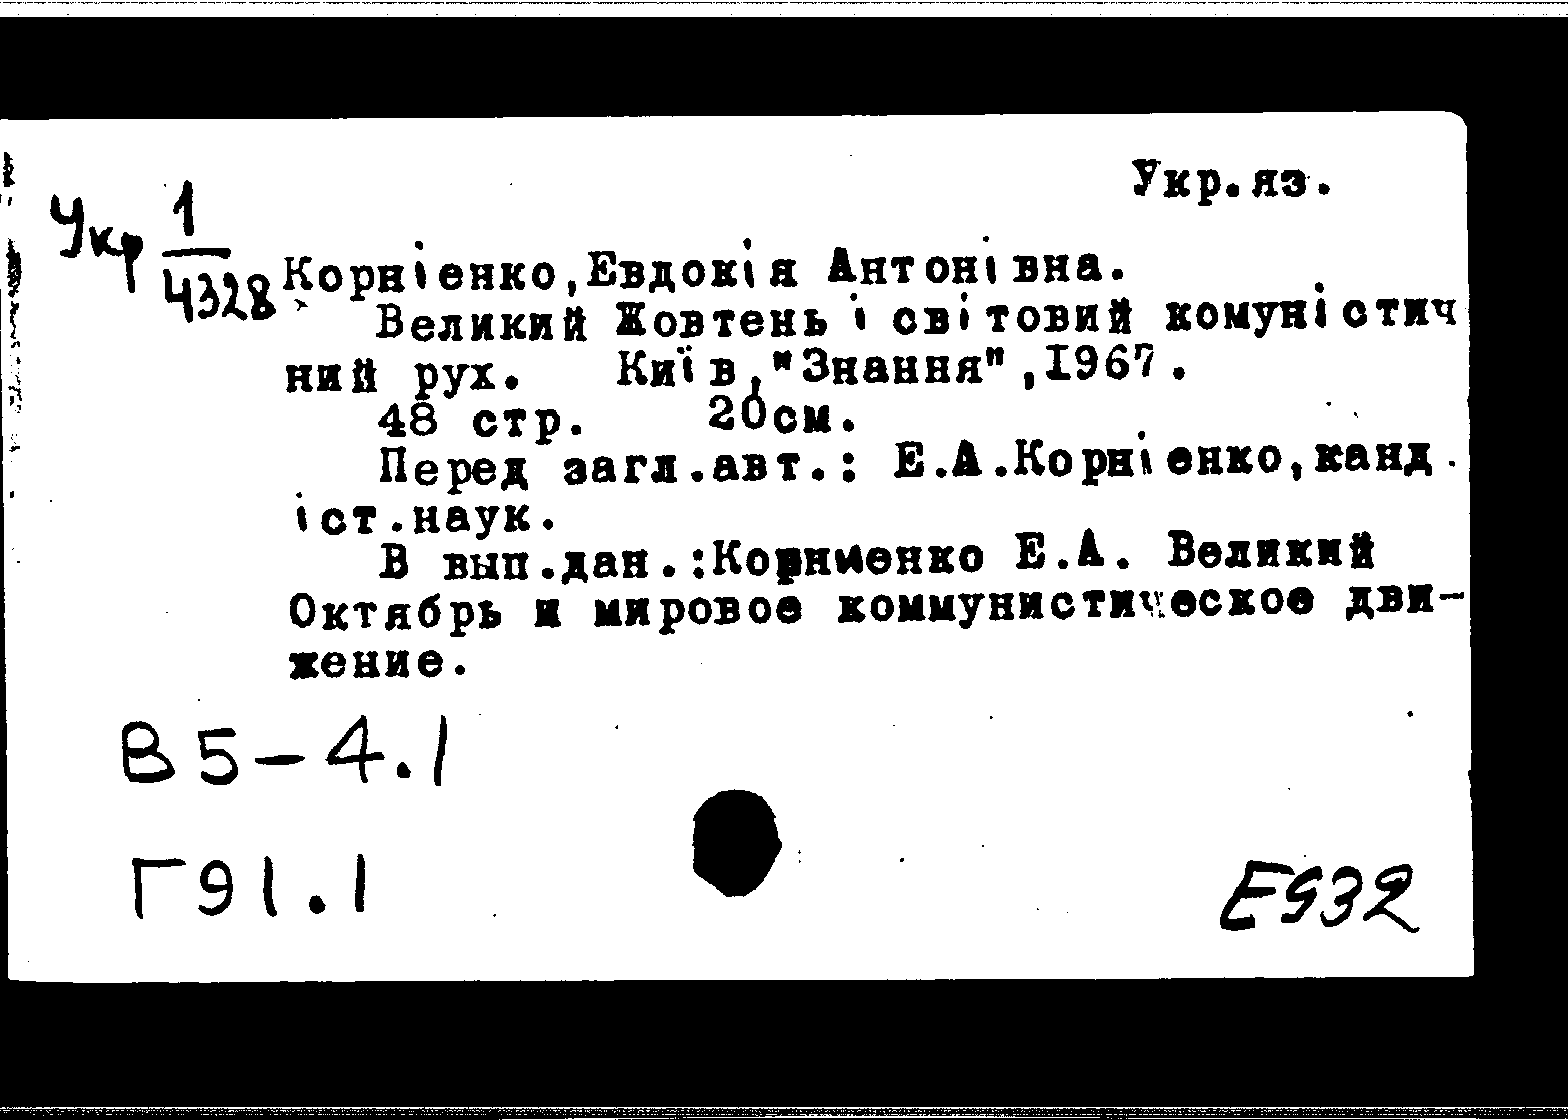 Укр.яз.
Укр 1
4328
Корнієнко,Евдокія Антонівна.
Великий Жовтень і світовий комуністич
ний рух. Київ,"Знання",1967.
48 стр. 20см.
Перед загл.авт.: Е.А.Корнієнко,канд.
іст.наук.
В вып.дан.:Корниенко Е.А. Великий
Октябрь и мировое коммунистическое дви-
жение.
В5-4.1
Г91.1
Е932